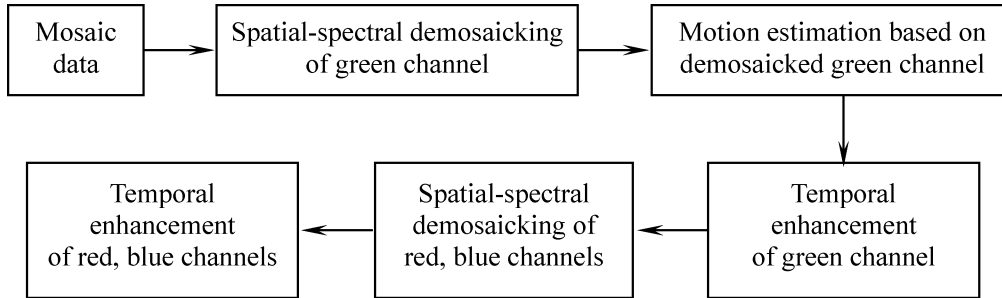 Mosaic
data
Spatial-spectral demosaicking
of green channel
Motion estimation based on
demosaicked green channel
Temporal
enhancement
of green channel
Spatial-spectral
demosaicking of
red, blue channels
Temporal
enhancement
of red, blue channels